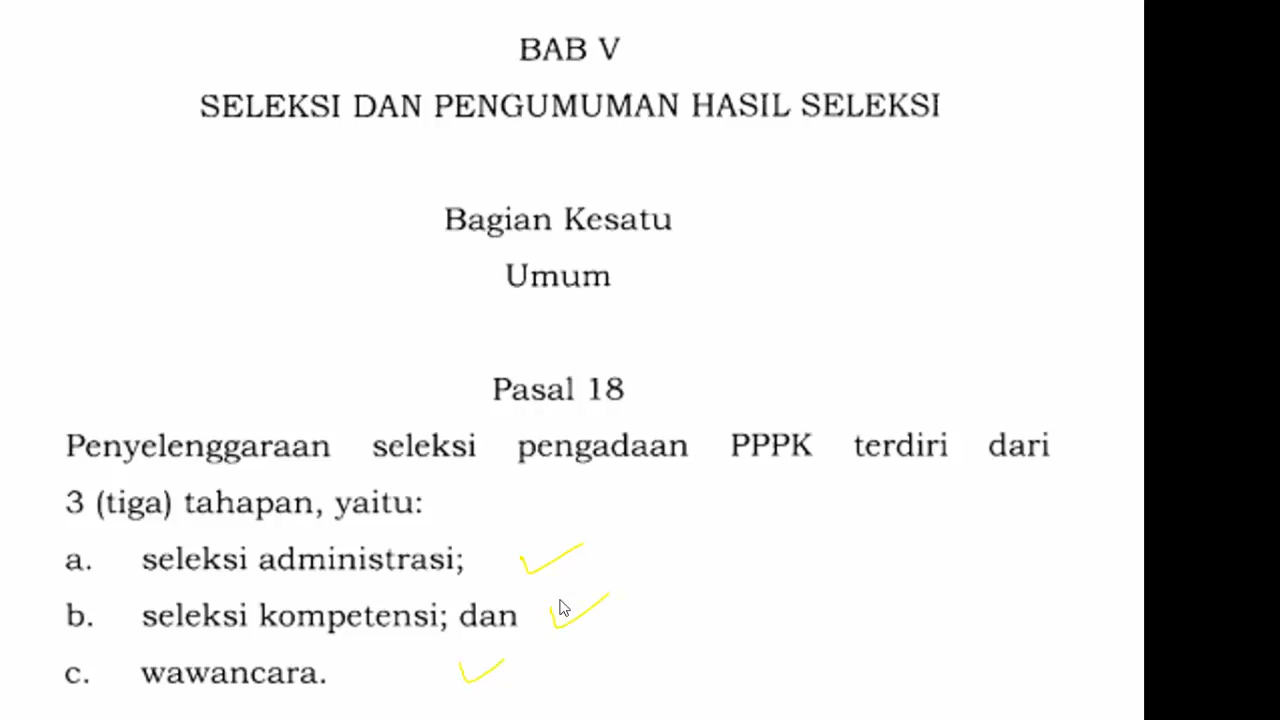 BAB V
SELEKSI DAN PENGUMUMAN HASIL SELEKSI
Bagian Kesatu
Umum
Pasal 18
Penyelenggaraan seleksi pengadaan PPPK terdiri dari
3 (tiga) tahapan, yaitu:
a. seleksi administrasi;
b. seleksi kompetensi; dan
c. wawancara.